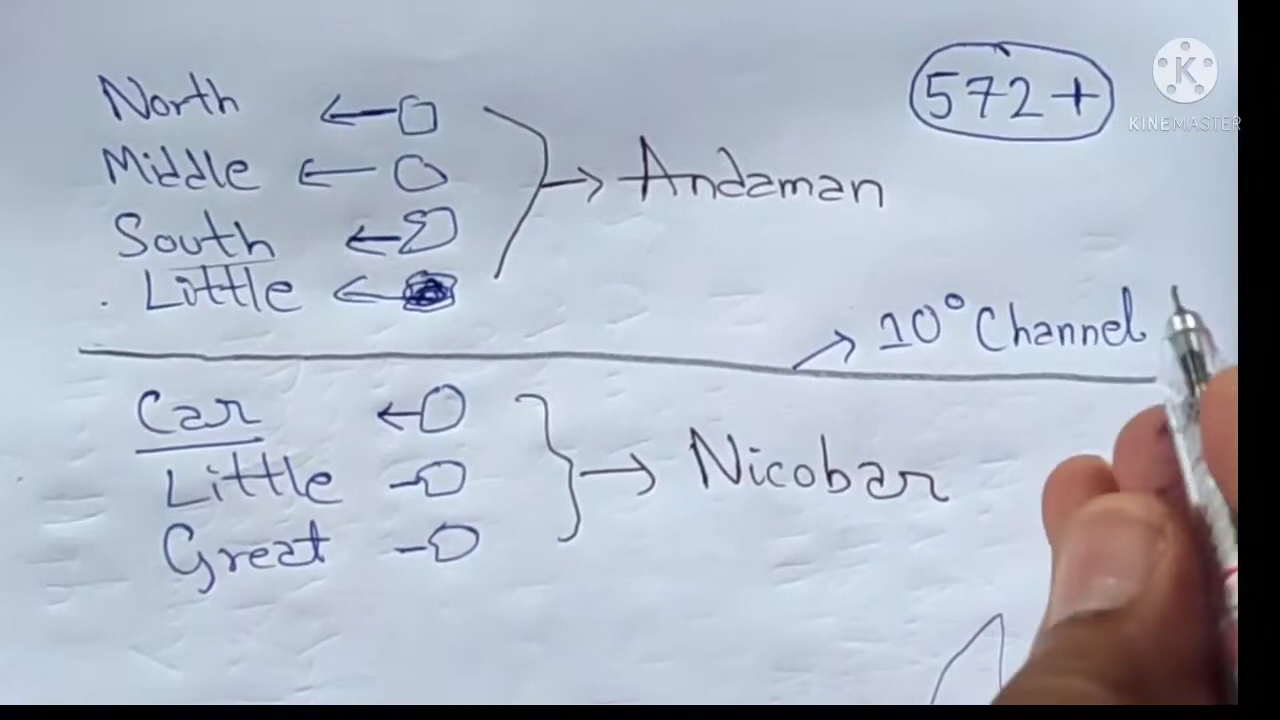 572+
KINEMASTER
North
Middle
Andaman
South
Little
10° Channel
Car
Little
Nicobar
Great